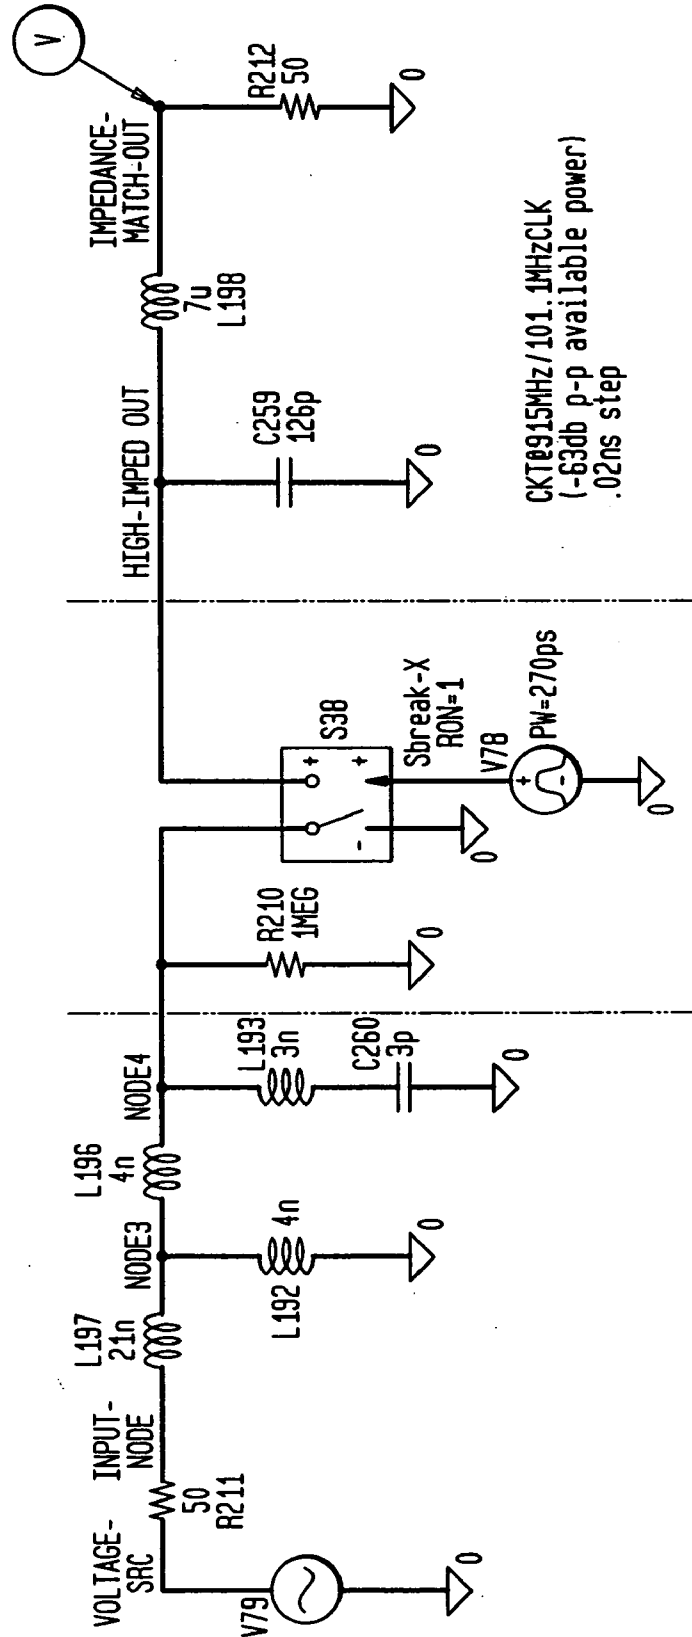 VOLTAGE-
SRC
V79
0
50
R211
INPUT-
NODE
L197
21n
NODE3
L192
4n
0
L196
4n
NODE4
L193
3n
C260
3p
0
R210
1MEG
0
S38
+
+
-
0
Sbreak-X
RON=1
V78
+
-
PW=270ps
0
HIGH-IMPED OUT
C259
126p
0
7u
L198
IMPEDANCE-
MATCH-OUT
V
R212
50
0
CKT@915MHz/101.1MHzCLK
(-63db p-p available power)
.02ns step